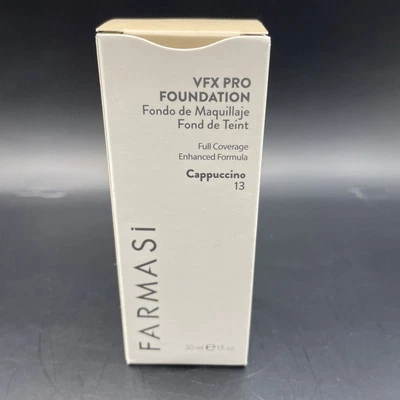 VFX PRO
FOUNDATION
Fondo de Maquillaje
Fond de Teint
Full Coverage
Enhanced Formula
Cappuccino
13
FARMASi
30 ml ℮ 1 fl. oz.